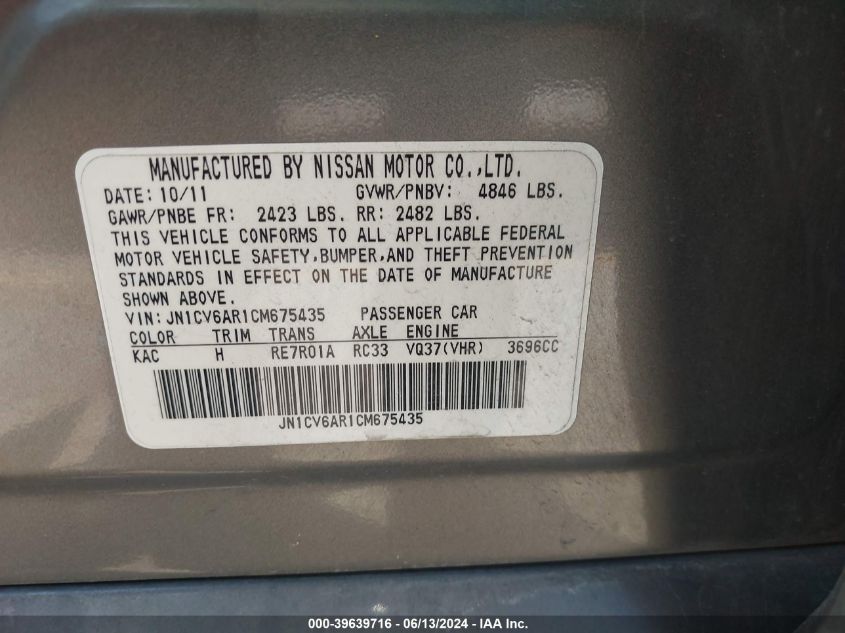 MANUFACTURED BY NISSAN MOTOR CO.,LTD.
DATE: 10/11 GVWR/PNBV: 4846 LBS.
GAWR/PNBE FR: 2423 LBS. RR: 2482 LBS.
THIS VEHICLE CONFORMS TO ALL APPLICABLE FEDERAL
MOTOR VEHICLE SAFETY,BUMPER,AND THEFT PREVENTION
STANDARDS IN EFFECT ON THE DATE OF MANUFACTURE
SHOWN ABOVE.
VIN: JN1CV6AR1CM675435 PASSENGER CAR
COLOR TRIM TRANS AXLE ENGINE
KAC H RE7R01A RC33 VQ37(VHR) 3696CC
JN1CV6AR1CM675435
000-39639716 - 06/13/2024 - IAAI.COM.